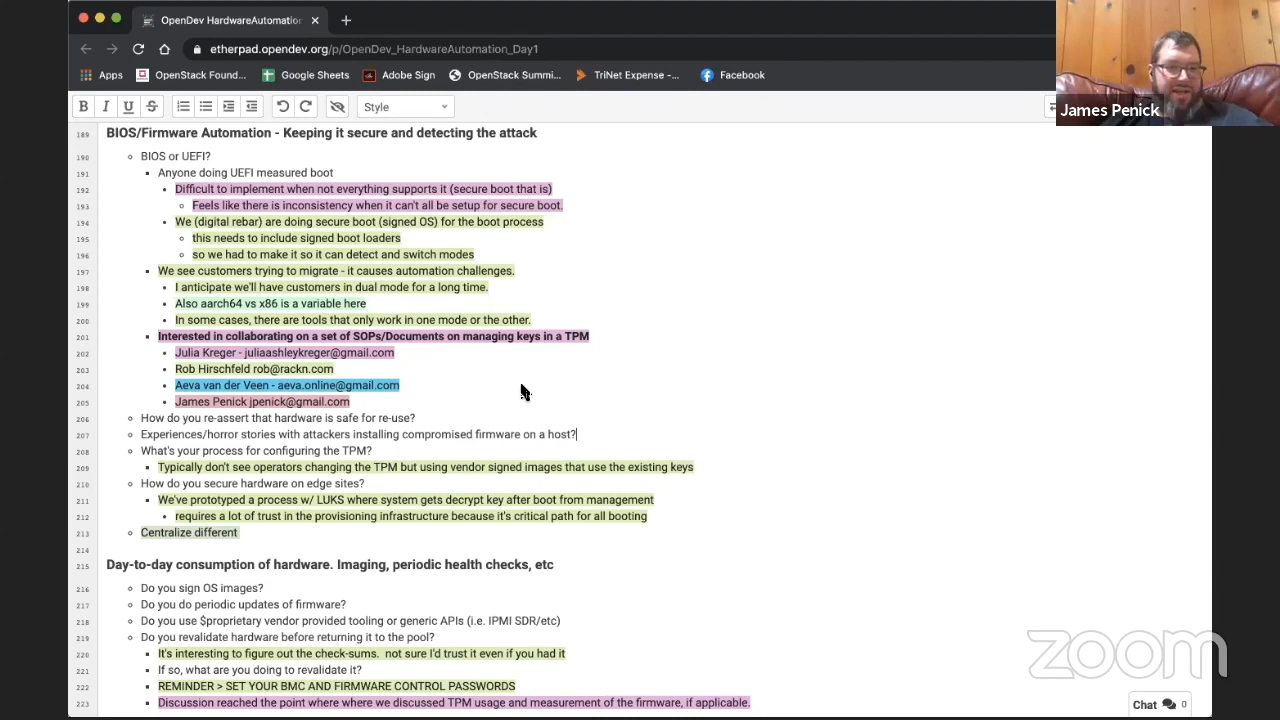 OpenDev HardwareAutomation
etherpad.opendev.org/p/OpenDev_HardwareAutomation_Day1
Apps
OpenStack Found...
Google Sheets
Adobe Sign
OpenStack Summi...
TriNet Expense -...
Facebook
B I U S
Style
James Penick
189 BIOS/Firmware Automation - Keeping it secure and detecting the attack
190 BIOS or UEFI?
191 Anyone doing UEFI measured boot
192 Difficult to implement when not everything supports it (secure boot that is)
193 Feels like there is inconsistency when it can't all be setup for secure boot.
194 We (digital rebar) are doing secure boot (signed OS) for the boot process
195 this needs to include signed boot loaders
196 so we had to make it so it can detect and switch modes
197 We see customers trying to migrate - it causes automation challenges.
198 I anticipate we'll have customers in dual mode for a long time.
199 Also aarch64 vs x86 is a variable here
200 In some cases, there are tools that only work in one mode or the other.
201 Interested in collaborating on a set of SOPs/Documents on managing keys in a TPM
202 Julia Kreger - juliaashleykreger@gmail.com
203 Rob Hirschfeld rob@rackn.com
204 Aeva van der Veen - aeva.online@gmail.com
205 James Penick jpenick@gmail.com
206 How do you re-assert that hardware is safe for re-use?
207 Experiences/horror stories with attackers installing compromised firmware on a host?
208 What's your process for configuring the TPM?
209 Typically don't see operators changing the TPM but using vendor signed images that use the existing keys
210 How do you secure hardware on edge sites?
211 We've prototyped a process w/ LUKS where system gets decrypt key after boot from management
212 requires a lot of trust in the provisioning infrastructure because it's critical path for all booting
213 Centralize different
214
215 Day-to-day consumption of hardware. Imaging, periodic health checks, etc
216 Do you sign OS images?
217 Do you do periodic updates of firmware?
218 Do you use $proprietary vendor provided tooling or generic APIs (i.e. IPMI SDR/etc)
219 Do you revalidate hardware before returning it to the pool?
220 It's interesting to figure out the check-sums. not sure I'd trust it even if you had it
221 If so, what are you doing to revalidate it?
222 REMINDER > SET YOUR BMC AND FIRMWARE CONTROL PASSWORDS
223 Discussion reached the point where where we discussed TPM usage and measurement of the firmware, if applicable.
zoom
Chat 0